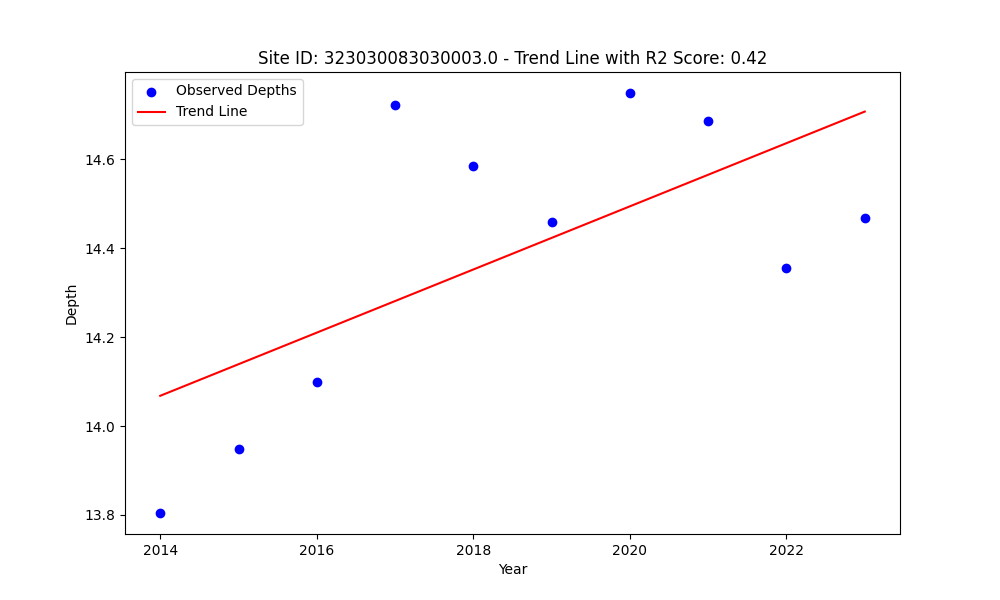 Site ID: 323030083030003.0 - Trend Line with R2 Score: 0.42
Observed Depths
Trend Line
14.6
14.4
14.2
14.0
13.8
Depth
2014
2016
2018
2020
2022
Year